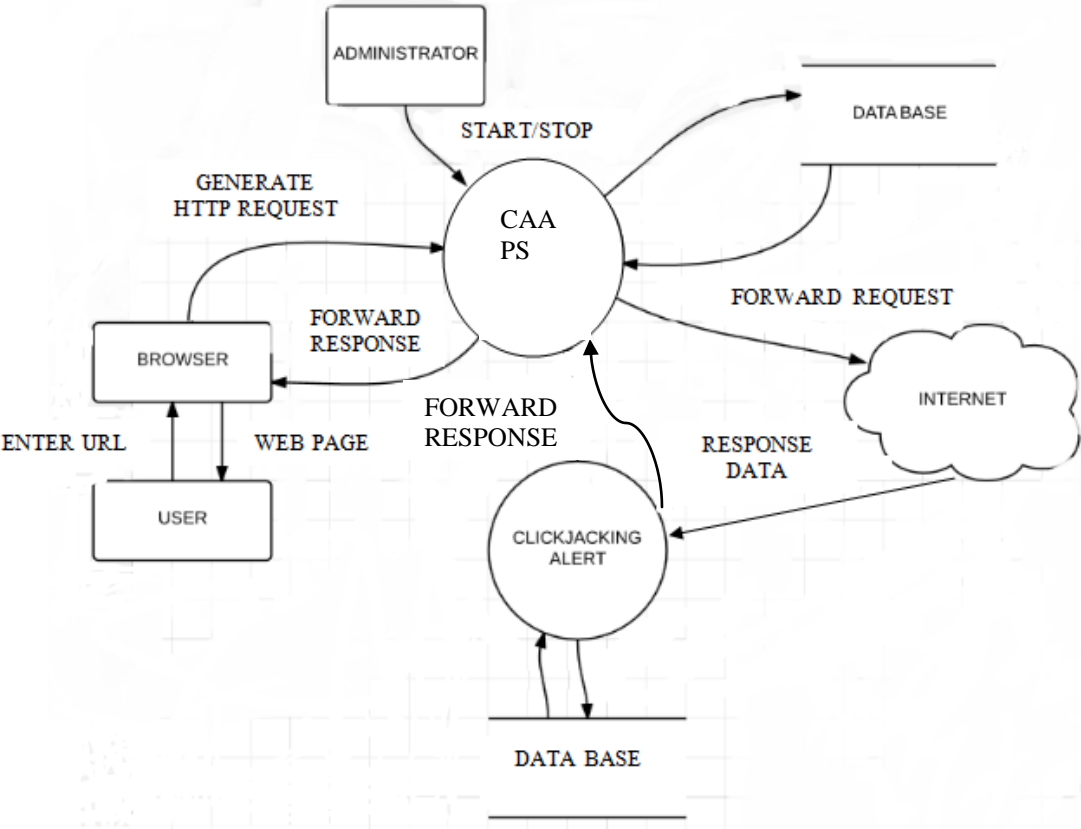 ADMINISTRATOR
DATA BASE
START/STOP
GENERATE
HTTP REQUEST
CAA
PS
FORWARD REQUEST
FORWARD
RESPONSE
BROWSER
INTERNET
FORWARD
RESPONSE
ENTER URL
WEB PAGE
RESPONSE
DATA
USER
CLICKJACKING
ALERT
DATA BASE